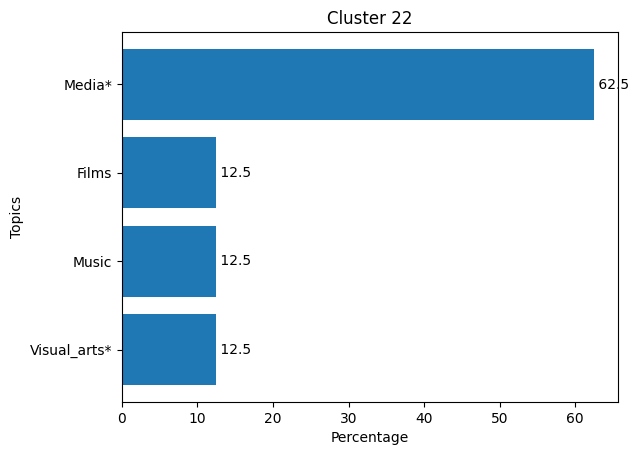 Cluster 22
Topics
Media*
62.5
Films
12.5
Music
12.5
Visual_arts*
12.5
0 10 20 30 40 50 60
Percentage